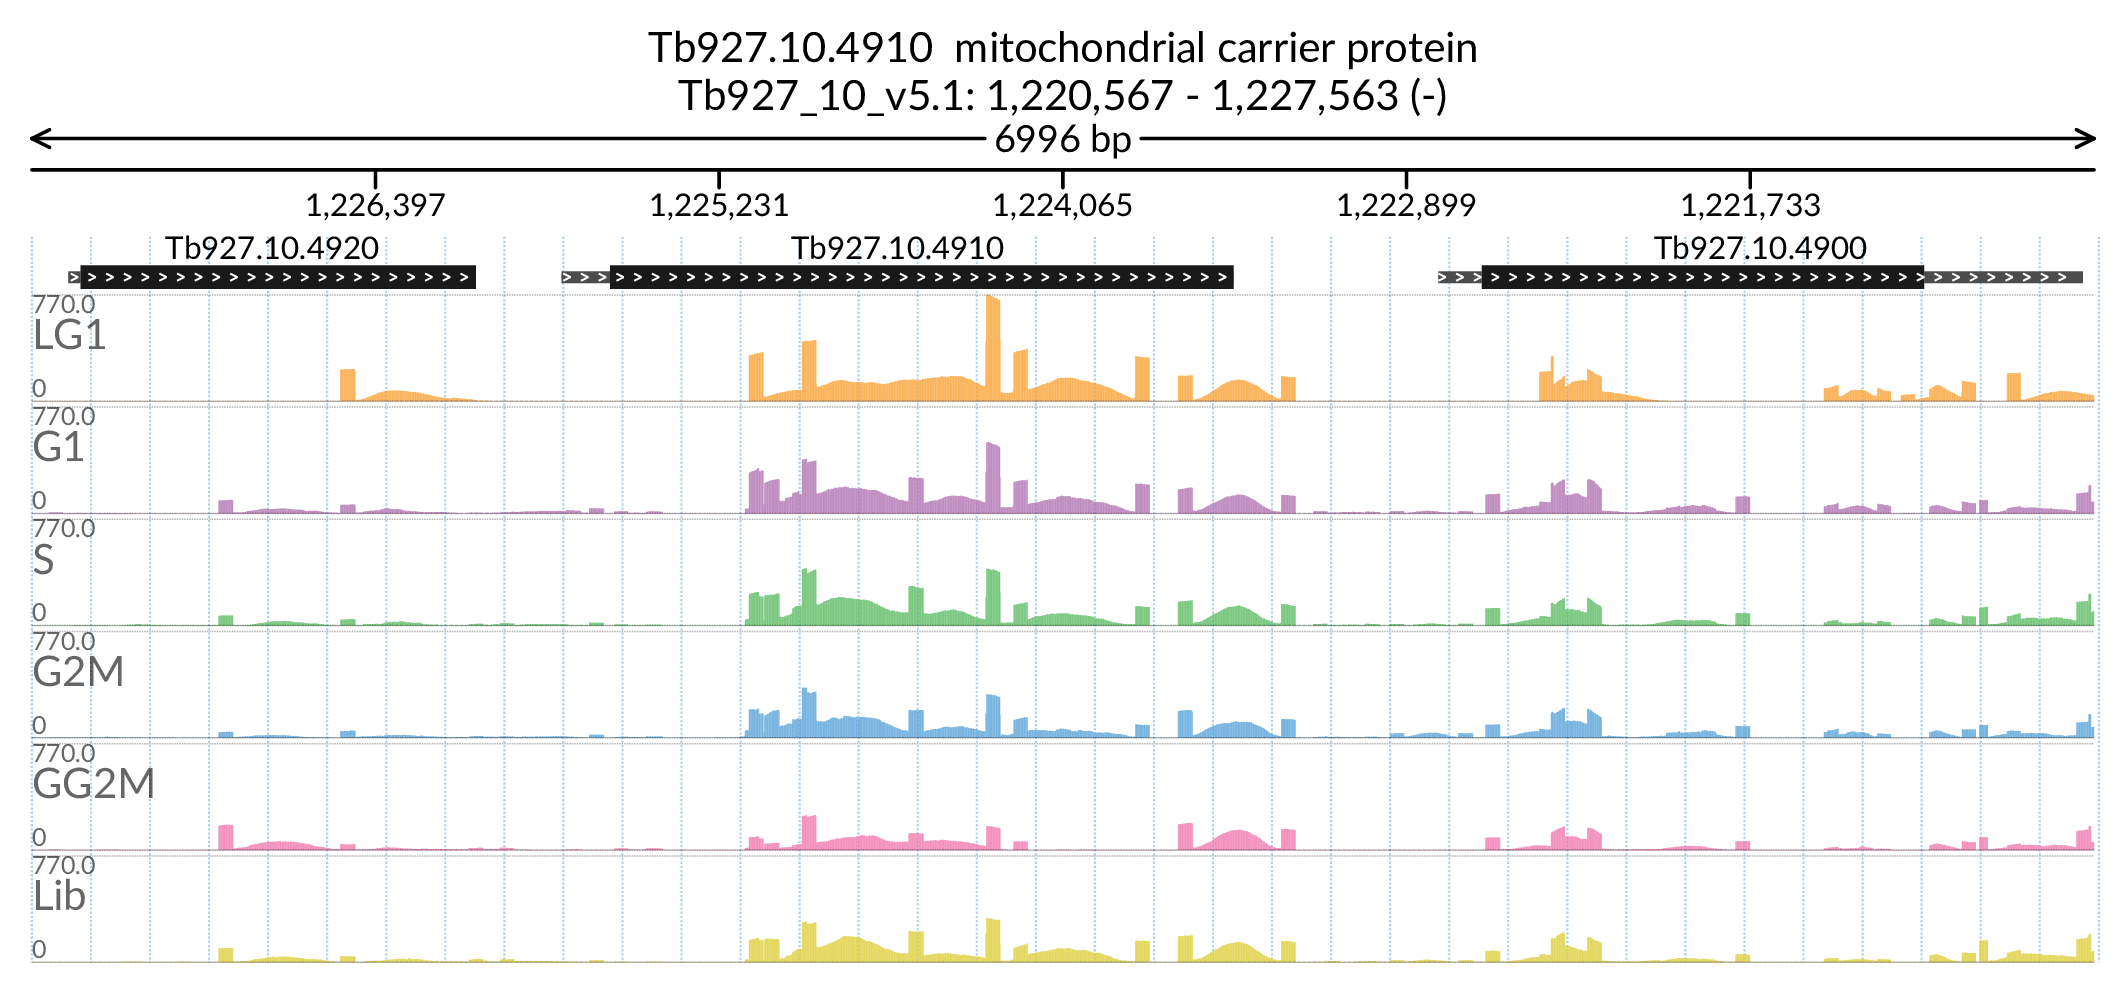 Tb927.10.4910  mitochondrial carrier protein
Tb927_10_v5.1: 1,220,567 - 1,227,563 (-)
6996 bp
1,226,397 1,225,231 1,224,065 1,222,899 1,221,733
Tb927.10.4920 Tb927.10.4910 Tb927.10.4900
770.0
LG1
0
770.0
G1
0
770.0
S
0
770.0
G2M
0
770.0
GG2M
0
770.0
Lib
0